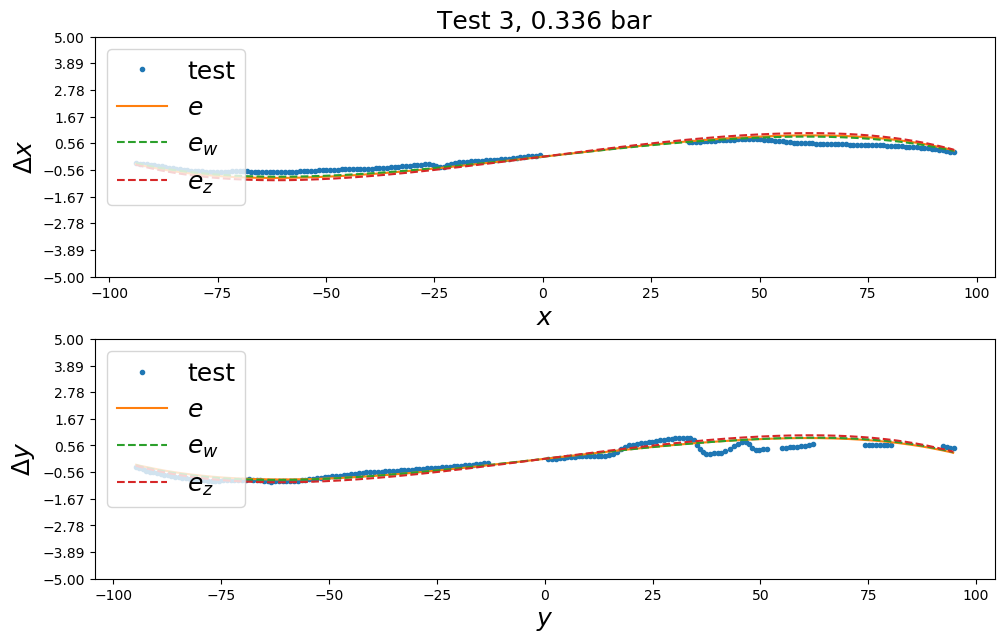 Test 3, 0.336 bar
5.00
3.89
2.78
1.67
0.56
−0.56
−1.67
−2.78
−3.89
−5.00
Δx
test
e
e_w
e_z
−100 −75 −50 −25 0 25 50 75 100
x
5.00
3.89
2.78
1.67
0.56
−0.56
−1.67
−2.78
−3.89
−5.00
Δy
test
e
e_w
e_z
−100 −75 −50 −25 0 25 50 75 100
y